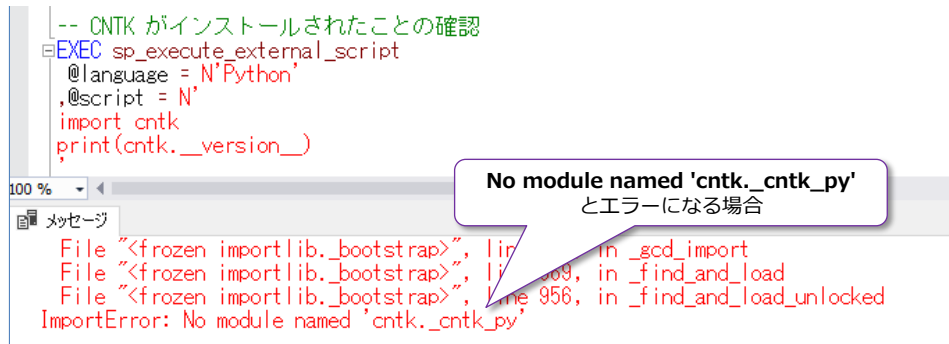 -- CNTK がインストールされたことの確認
EXEC sp_execute_external_script
@language = N'Python'
,@script = N'
import cntk
print(cntk.__version__)
'
100 %
No module named 'cntk._cntk_py'
とエラーになる場合
メッセージ
File "<frozen importlib._bootstrap>", in _gcd_import
File "<frozen importlib._bootstrap>", in _find_and_load
File "<frozen importlib._bootstrap>", line 956, in _find_and_load_unlocked
ImportError: No module named 'cntk._cntk_py'